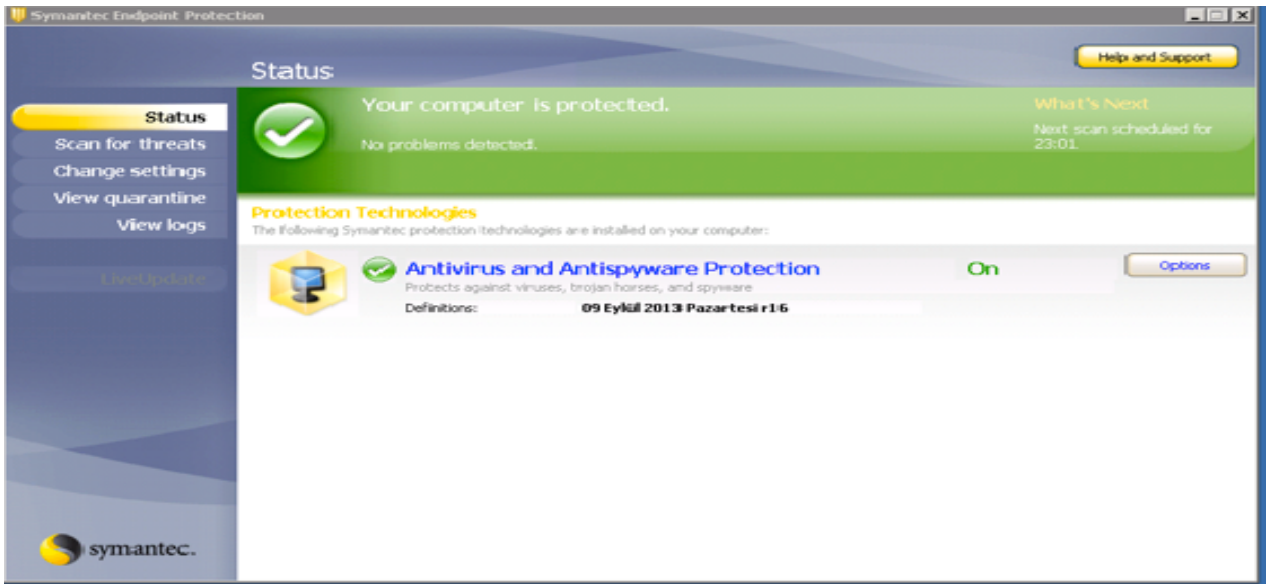 Symantec Endpoint Protection
Status
Help and Support
Status
Scan for threats
Change settings
View quarantine
View logs
LiveUpdate
Your computer is protected.
No problems detected.
What's Next
Next scan scheduled for
23:01.
Protection Technologies
The following Symantec protection technologies are installed on your computer:
Antivirus and Antispyware Protection
On
Options
Protects against viruses, trojan horses, and spyware
Definitions: 09 Eylül 2013 Pazartesi r16
symantec.